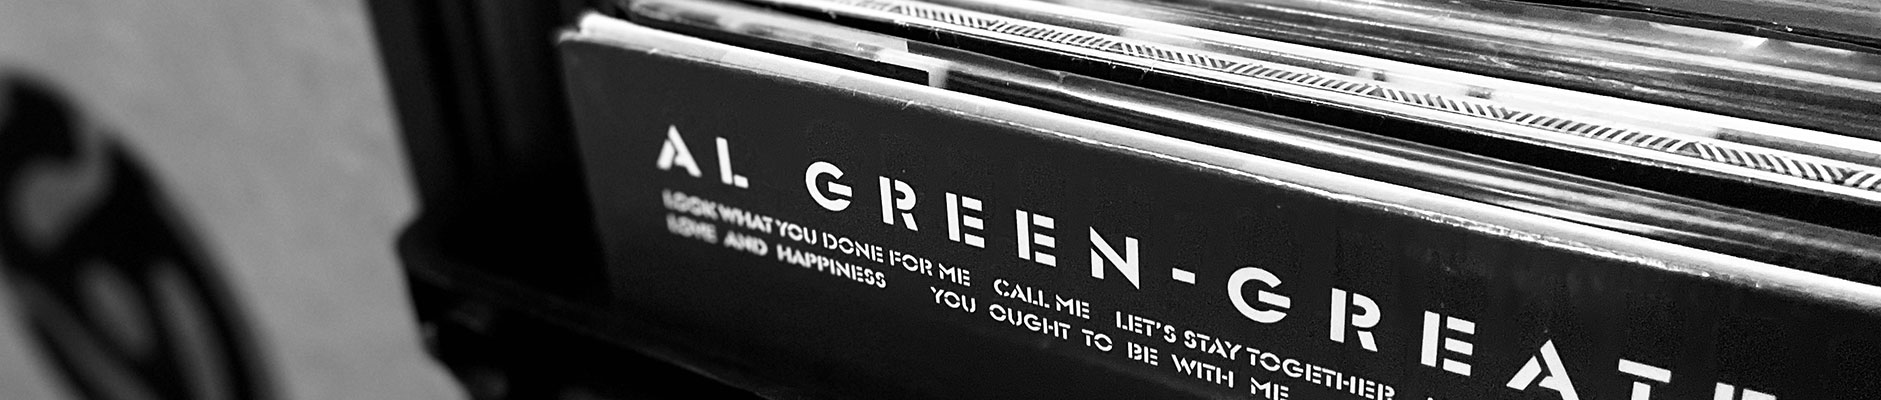 AL GREEN-GREAT
LOOK WHAT YOU DONE FOR ME CALL ME LET'S STAY TOGETHER
LOVE AND HAPPINESS YOU OUGHT TO BE WITH ME